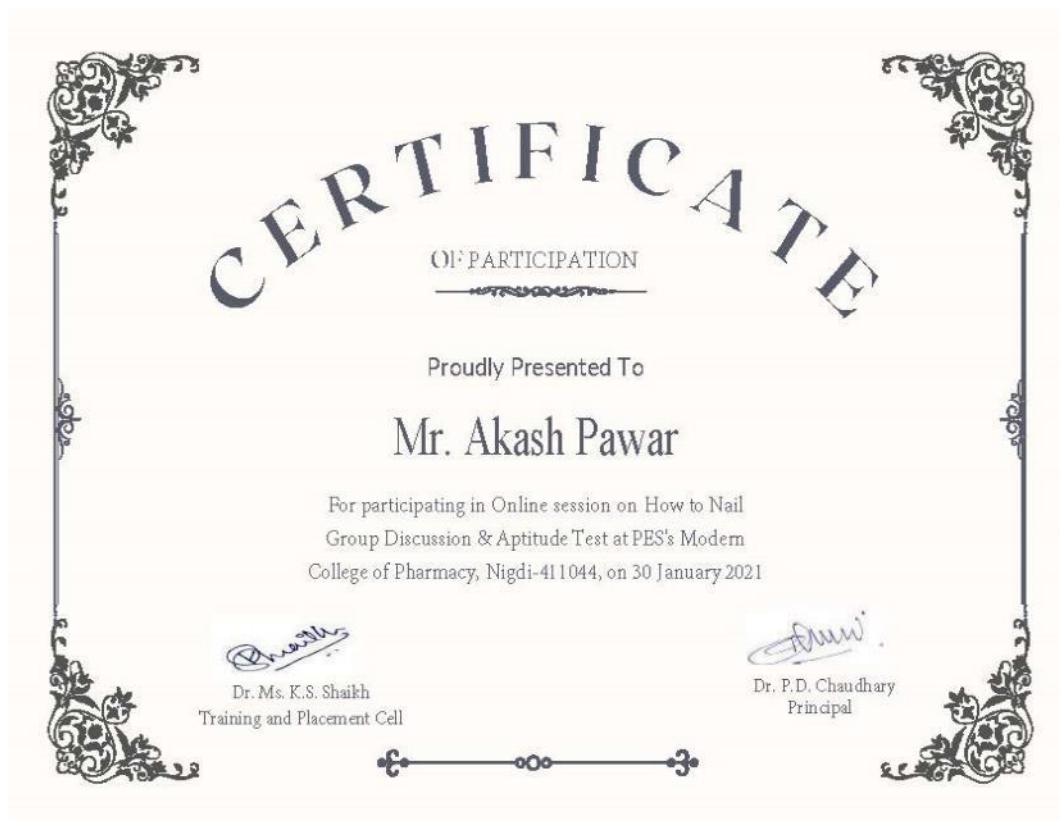 CERTIFICATE
OF PARTICIPATION
Proudly Presented To
Mr. Akash Pawar
For participating in Online session on How to Nail
Group Discussion & Aptitude Test at PES's Modern
College of Pharmacy, Nigdi-411044, on 30 January 2021
Dr. Ms. K.S. Shaikh
Training and Placement Cell
Dr. P.D. Chaudhary
Principal